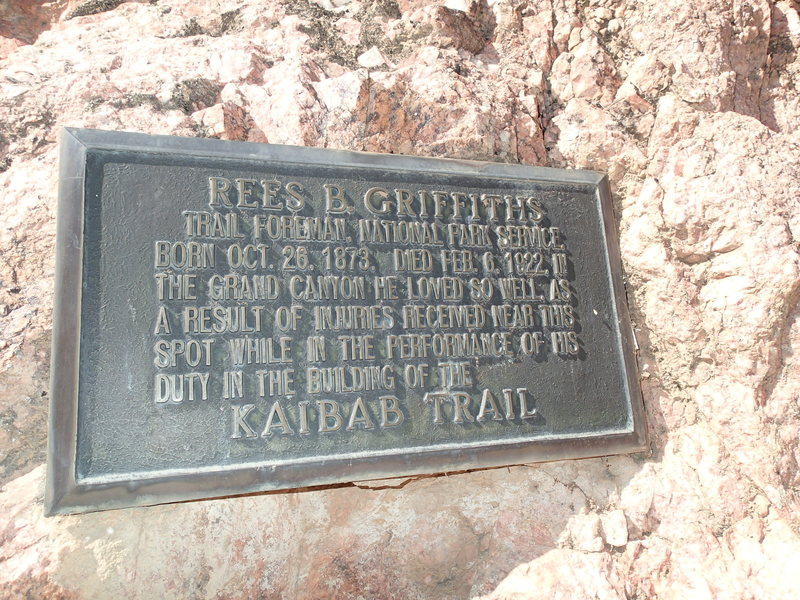 REES B. GRIFFITHS
TRAIL FOREMAN, NATIONAL PARK SERVICE
BORN OCT. 26, 1873. DIED FEB. 6, 1922, IN
THE GRAND CANYON HE LOVED SO WELL, AS
A RESULT OF INJURIES RECEIVED NEAR THIS
SPOT WHILE IN THE PERFORMANCE OF HIS
DUTY IN THE BUILDING OF THE
KAIBAB TRAIL